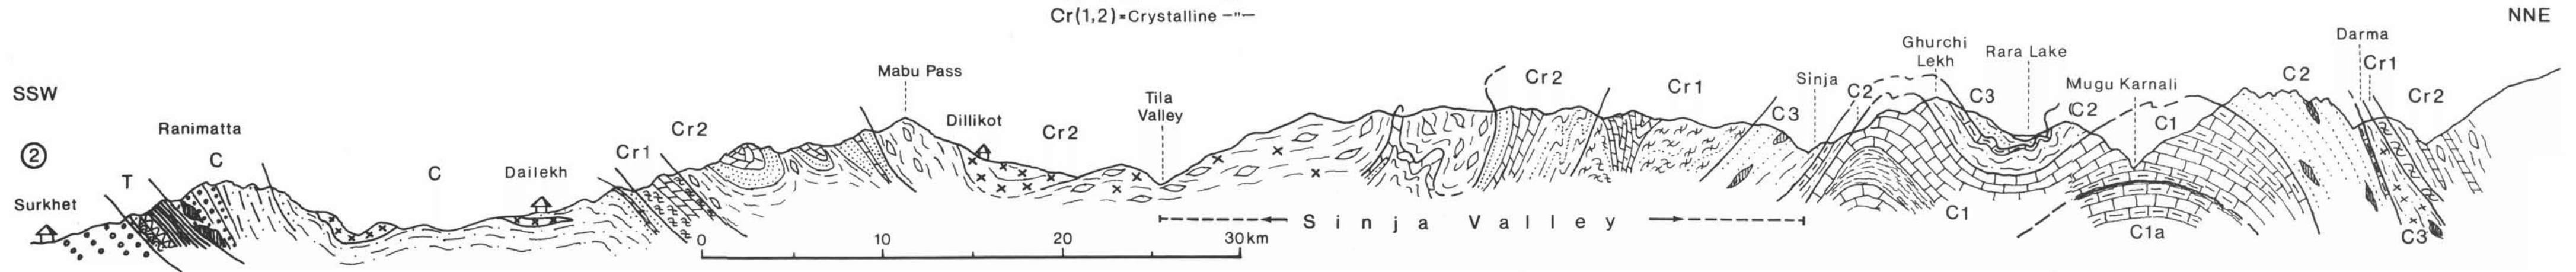 Cr(1,2)=Crystalline –"–
NNE
Darma
Ghurchi
Lekh
Rara Lake
Cr1
Mabu Pass
Cr2
Sinja
C2
Mugu Karnali
SSW
Tila
Valley
Cr1
C2
C3
C2
Cr2
Ranimatta
Dillikot
Cr2
C3
C1
2
C
Cr2
Cr1
T
C
Dailekh
Surkhet
Sinja Valley
C1
C1a
C3
0 10 20 30km